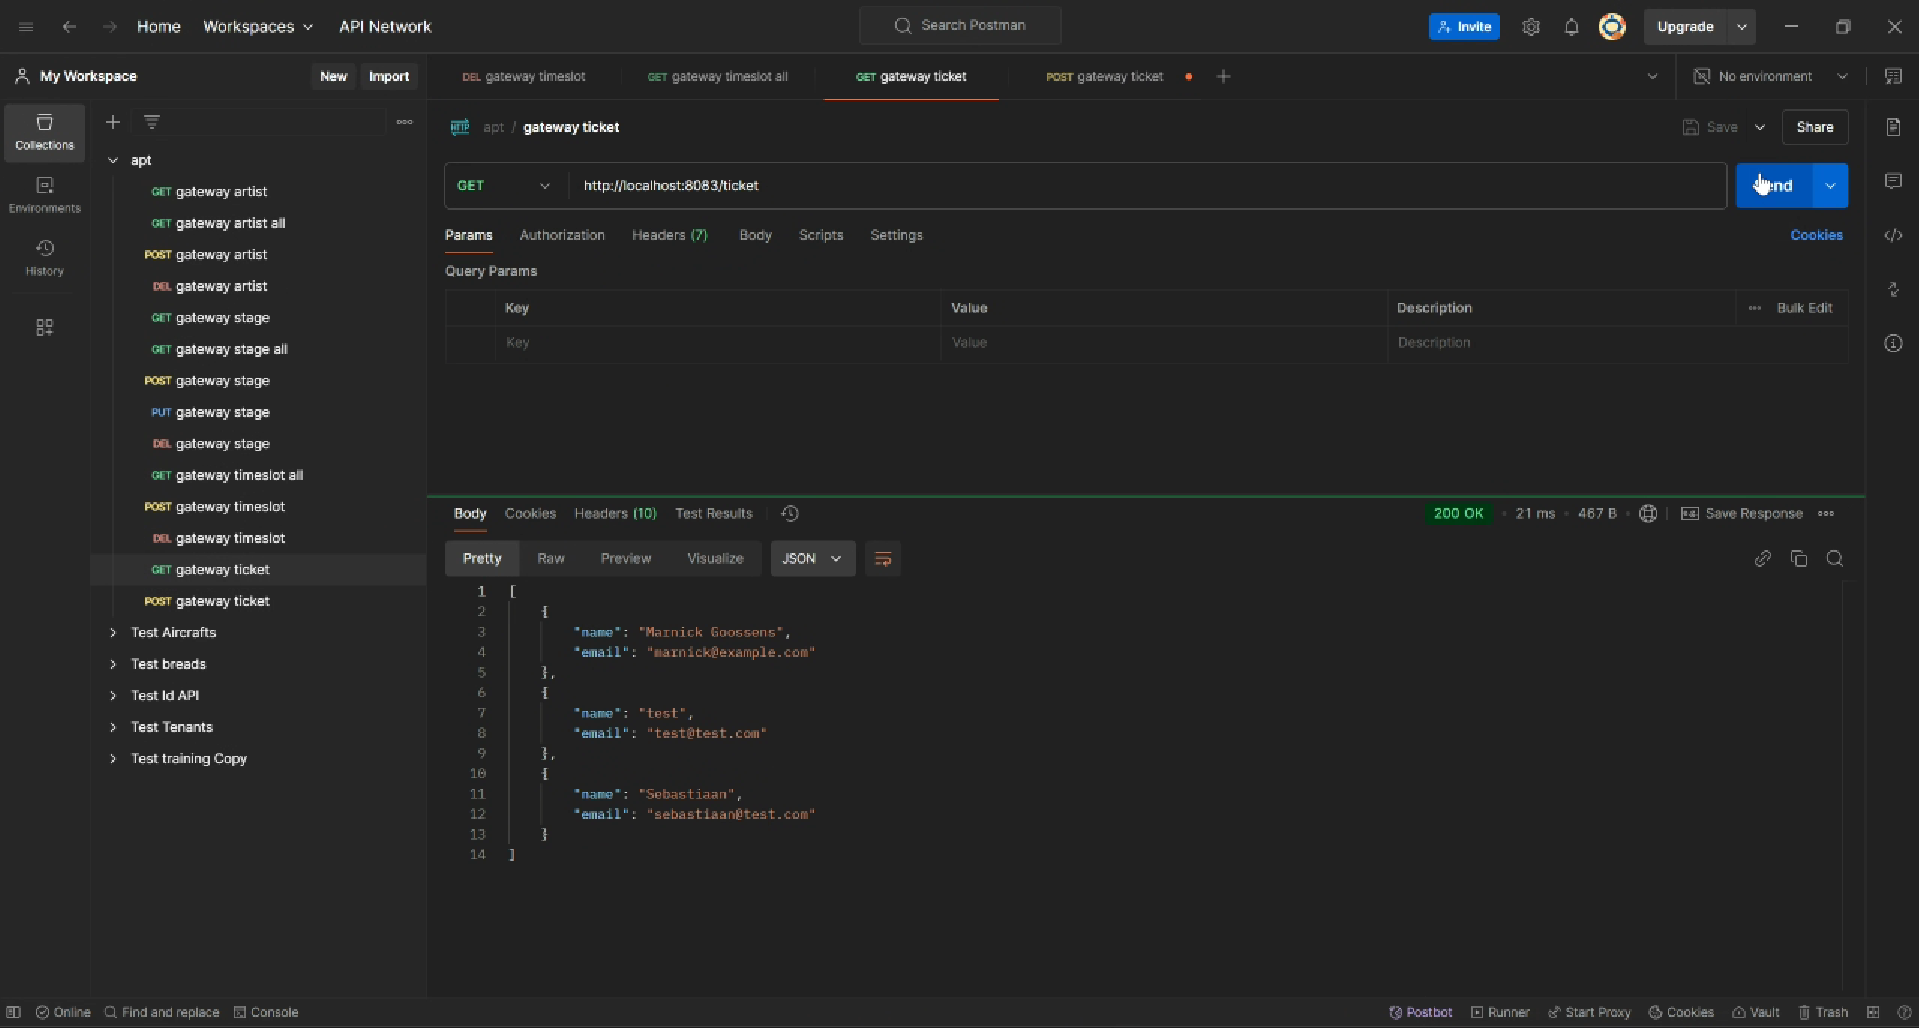 Home Workspaces API Network Search Postman Invite Upgrade
My Workspace New Import DEL gateway timeslot GET gateway timeslot all GET gateway ticket POST gateway ticket No environment
Collections
Environments
History
apt
GET gateway artist
GET gateway artist all
POST gateway artist
DEL gateway artist
GET gateway stage
GET gateway stage all
POST gateway stage
PUT gateway stage
DEL gateway stage
GET gateway timeslot all
POST gateway timeslot
DEL gateway timeslot
GET gateway ticket
POST gateway ticket
Test Aircrafts
Test breads
Test Id API
Test Tenants
Test training Copy
HTTP apt / gateway ticket Save Share
GET http://localhost:8083/ticket
Params Authorization Headers (7) Body Scripts Settings Cookies
Query Params
Key Value Description Bulk Edit
Key Value Description
Body Cookies Headers (10) Test Results 200 OK 21 ms 467 B Save Response
Pretty Raw Preview Visualize JSON
1 [
2 {
3 "name": "Marnick Goossens",
4 "email": "marnick@example.com"
5 },
6 {
7 "name": "test",
8 "email": "test@test.com"
9 },
10 {
11 "name": "Sebastiaan",
12 "email": "sebastiaan@test.com"
13 }
14 ]
Online Find and replace Console Postbot Runner Start Proxy Cookies Vault Trash